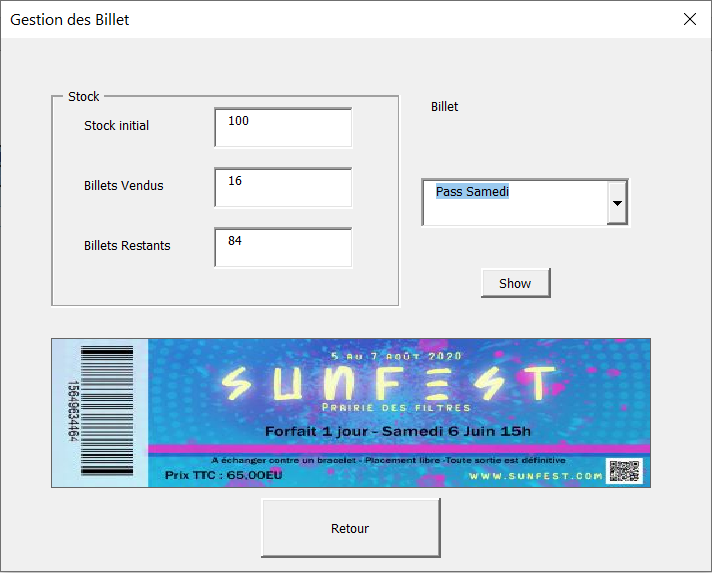 Gestion des Billet
Stock
Stock initial
100
Billets Vendus
16
Billets Restants
84
Billet
Pass Samedi
Show
15649634464
5 AU 7 AOÛT 2020
SUNFEST
PRAIRIE DES FILTRES
Forfait 1 jour - Samedi 6 Juin 15h
A échanger contre un bracelet - Placement libre -Toute sortie est définitive
Prix TTC : 65,00EU
WWW.SUNFEST.COM
Retour